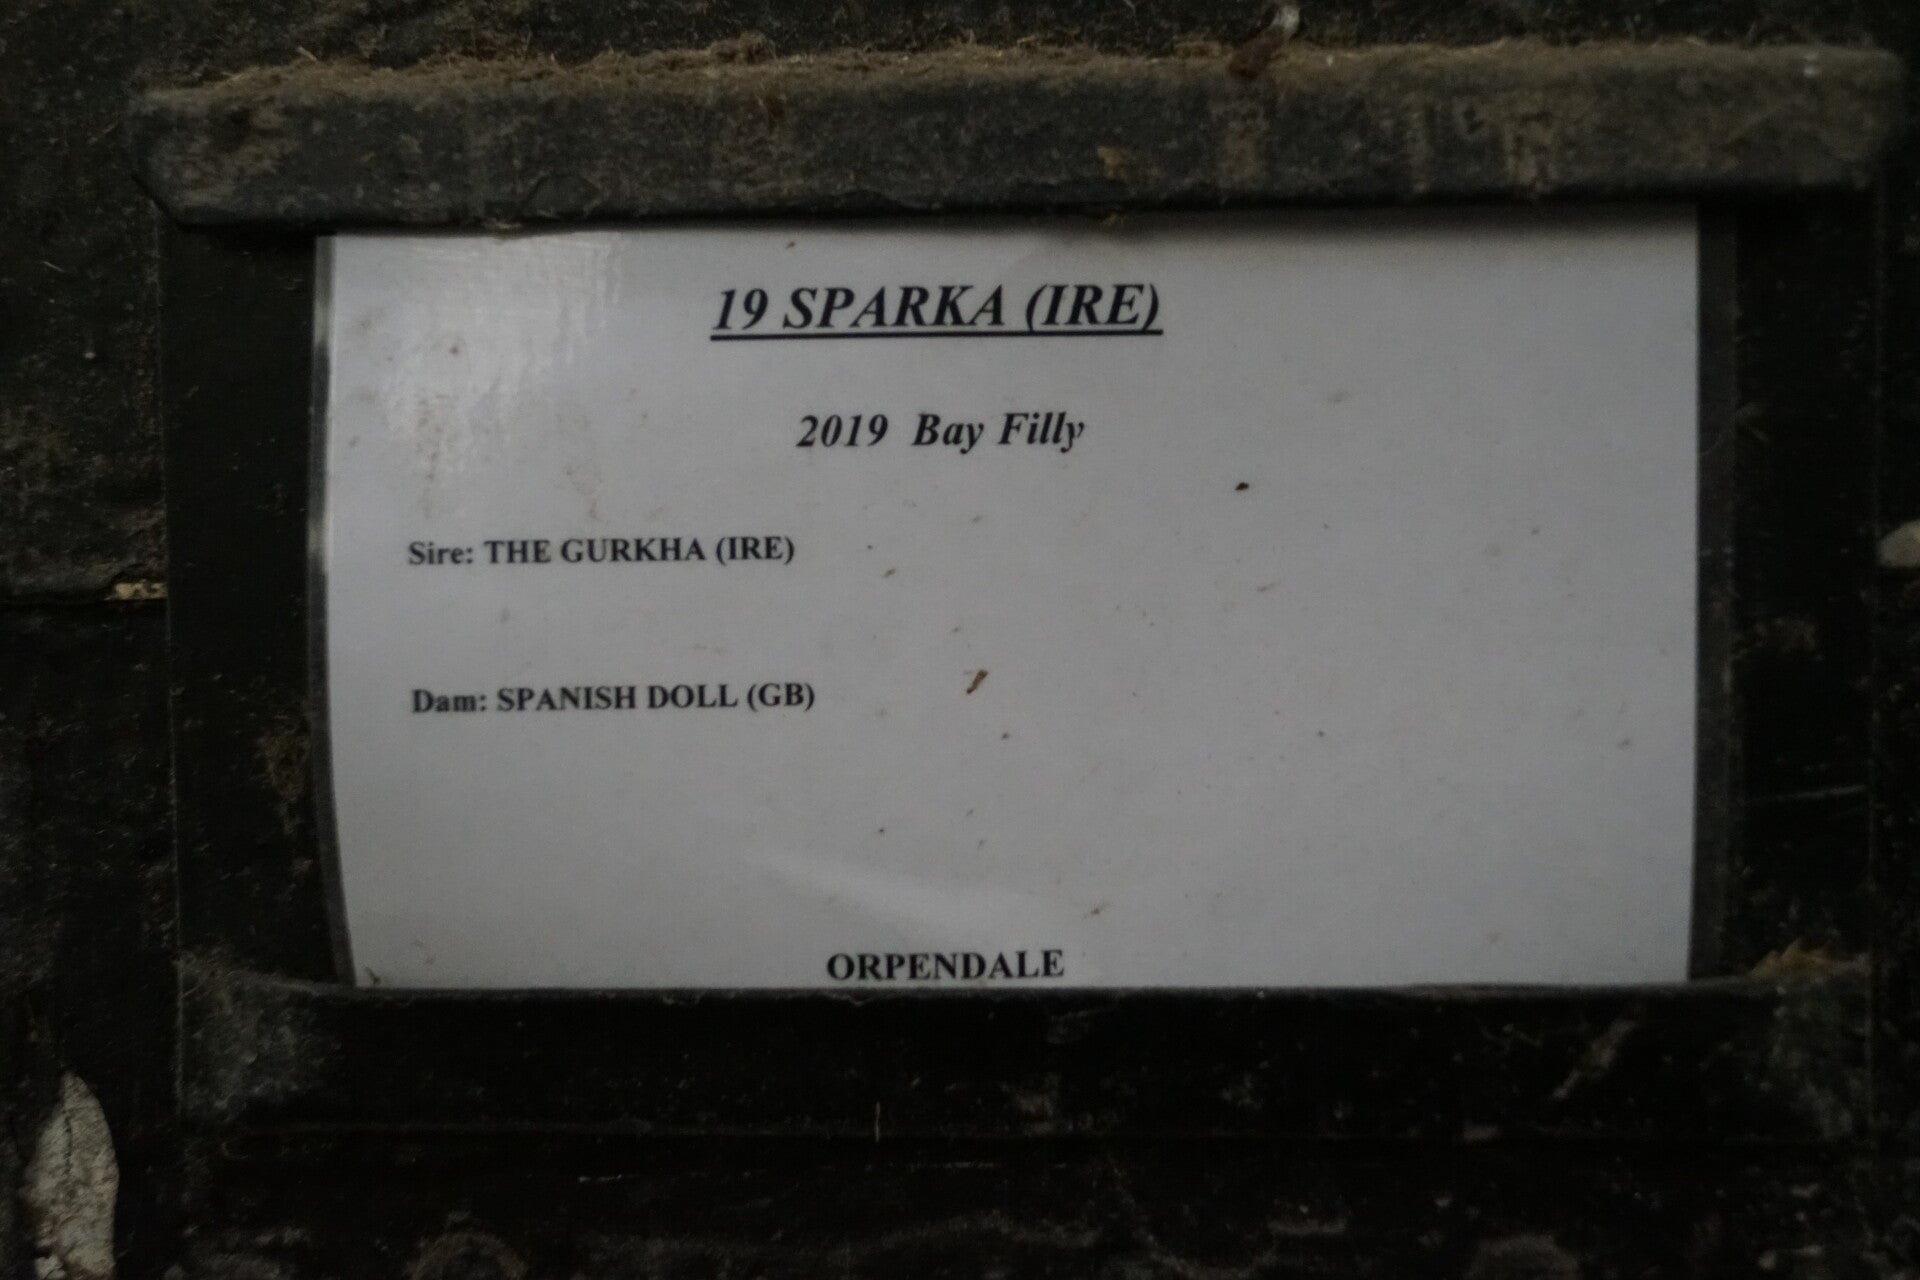 19 SPARKA (IRE)
2019 Bay Filly
Sire: THE GURKHA (IRE)
Dam: SPANISH DOLL (GB)
ORPENDALE